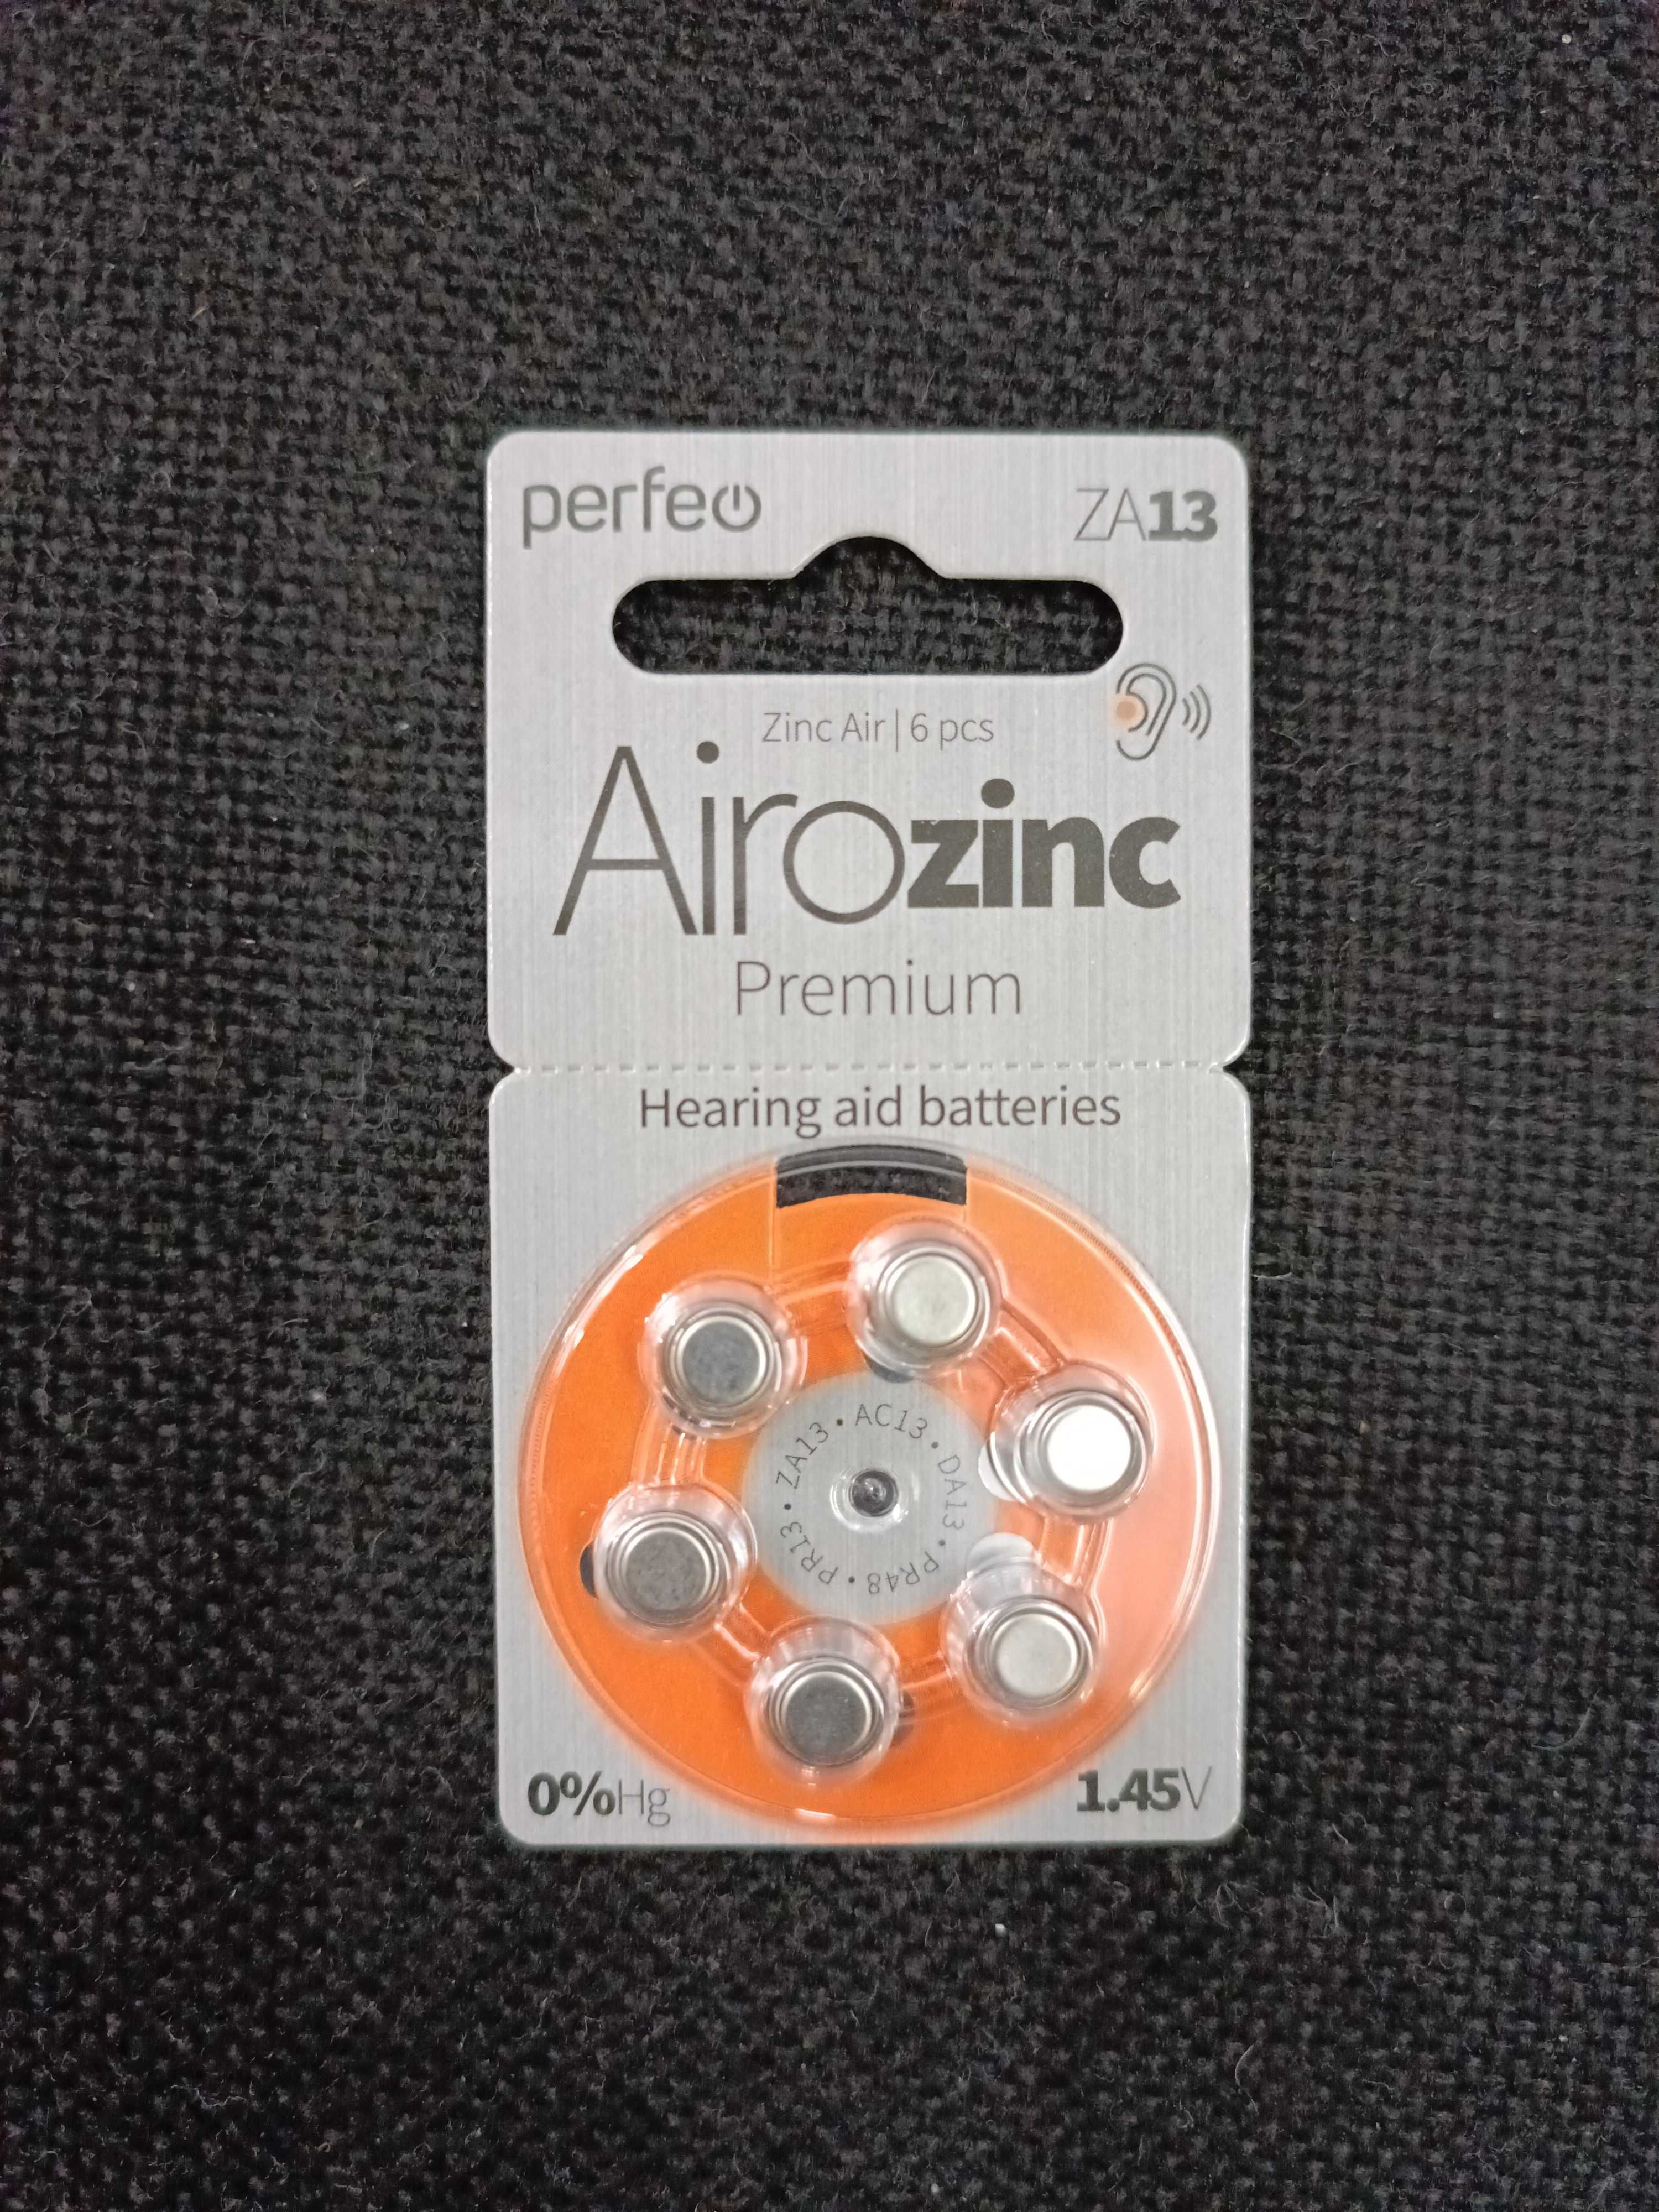 perfeo
ZA13
Zinc Air | 6 pcs
Airozinc
Premium
Hearing aid batteries
ZA13 • AC13 • DA13 • PR48 • PR13 •
0%Hg
1.45V